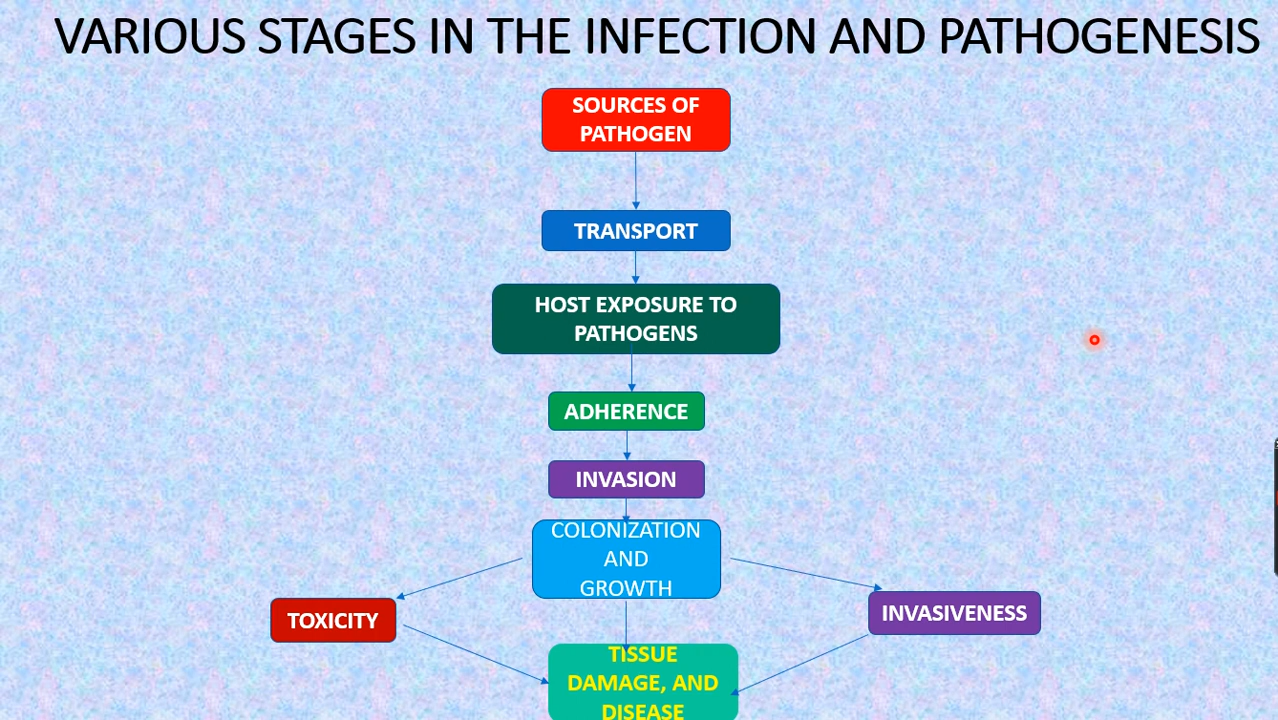 VARIOUS STAGES IN THE INFECTION AND PATHOGENESIS
SOURCES OF
PATHOGEN
TRANSPORT
HOST EXPOSURE TO
PATHOGENS
ADHERENCE
INVASION
COLONIZATION
AND
GROWTH
TOXICITY
INVASIVENESS
TISSUE
DAMAGE, AND
DISEASE